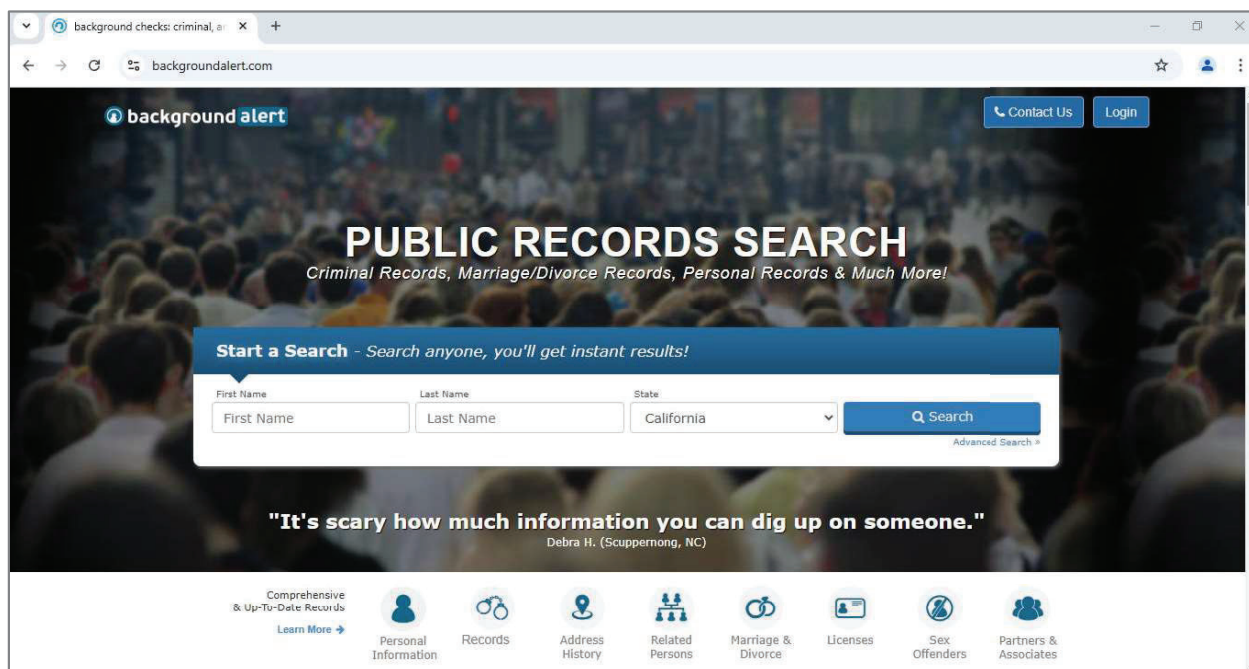 background checks: criminal, a
backgroundalert.com
background alert
Contact Us
Login
PUBLIC RECORDS SEARCH
Criminal Records, Marriage/Divorce Records, Personal Records & Much More!
Start a Search - Search anyone, you'll get instant results!
First Name
Last Name
State
First Name
Last Name
California
Search
Advanced Search »
"It's scary how much information you can dig up on someone."
Debra H. (Scuppernong, NC)
Comprehensive
& Up-To-Date Records
Learn More →
Personal
Information
Records
Address
History
Related
Persons
Marriage &
Divorce
Licenses
Sex
Offenders
Partners &
Associates